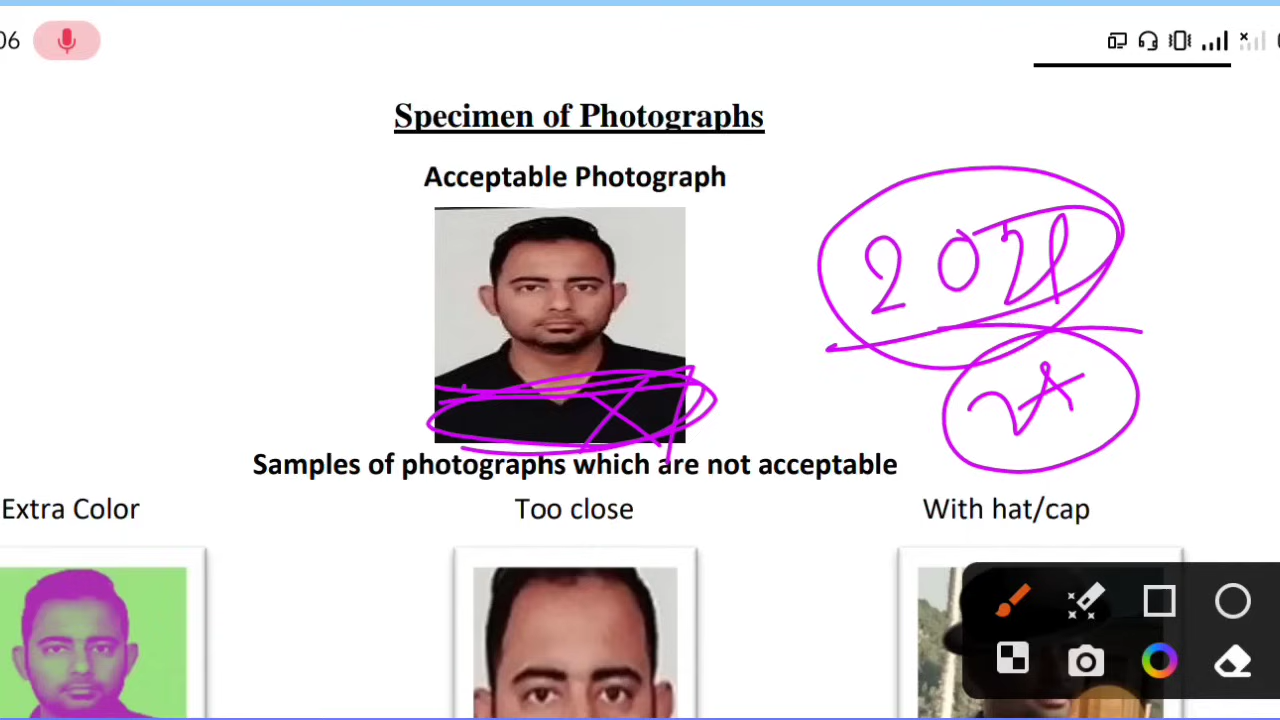 06
Specimen of Photographs
Acceptable Photograph
Samples of photographs which are not acceptable
Extra Color
Too close
With hat/cap